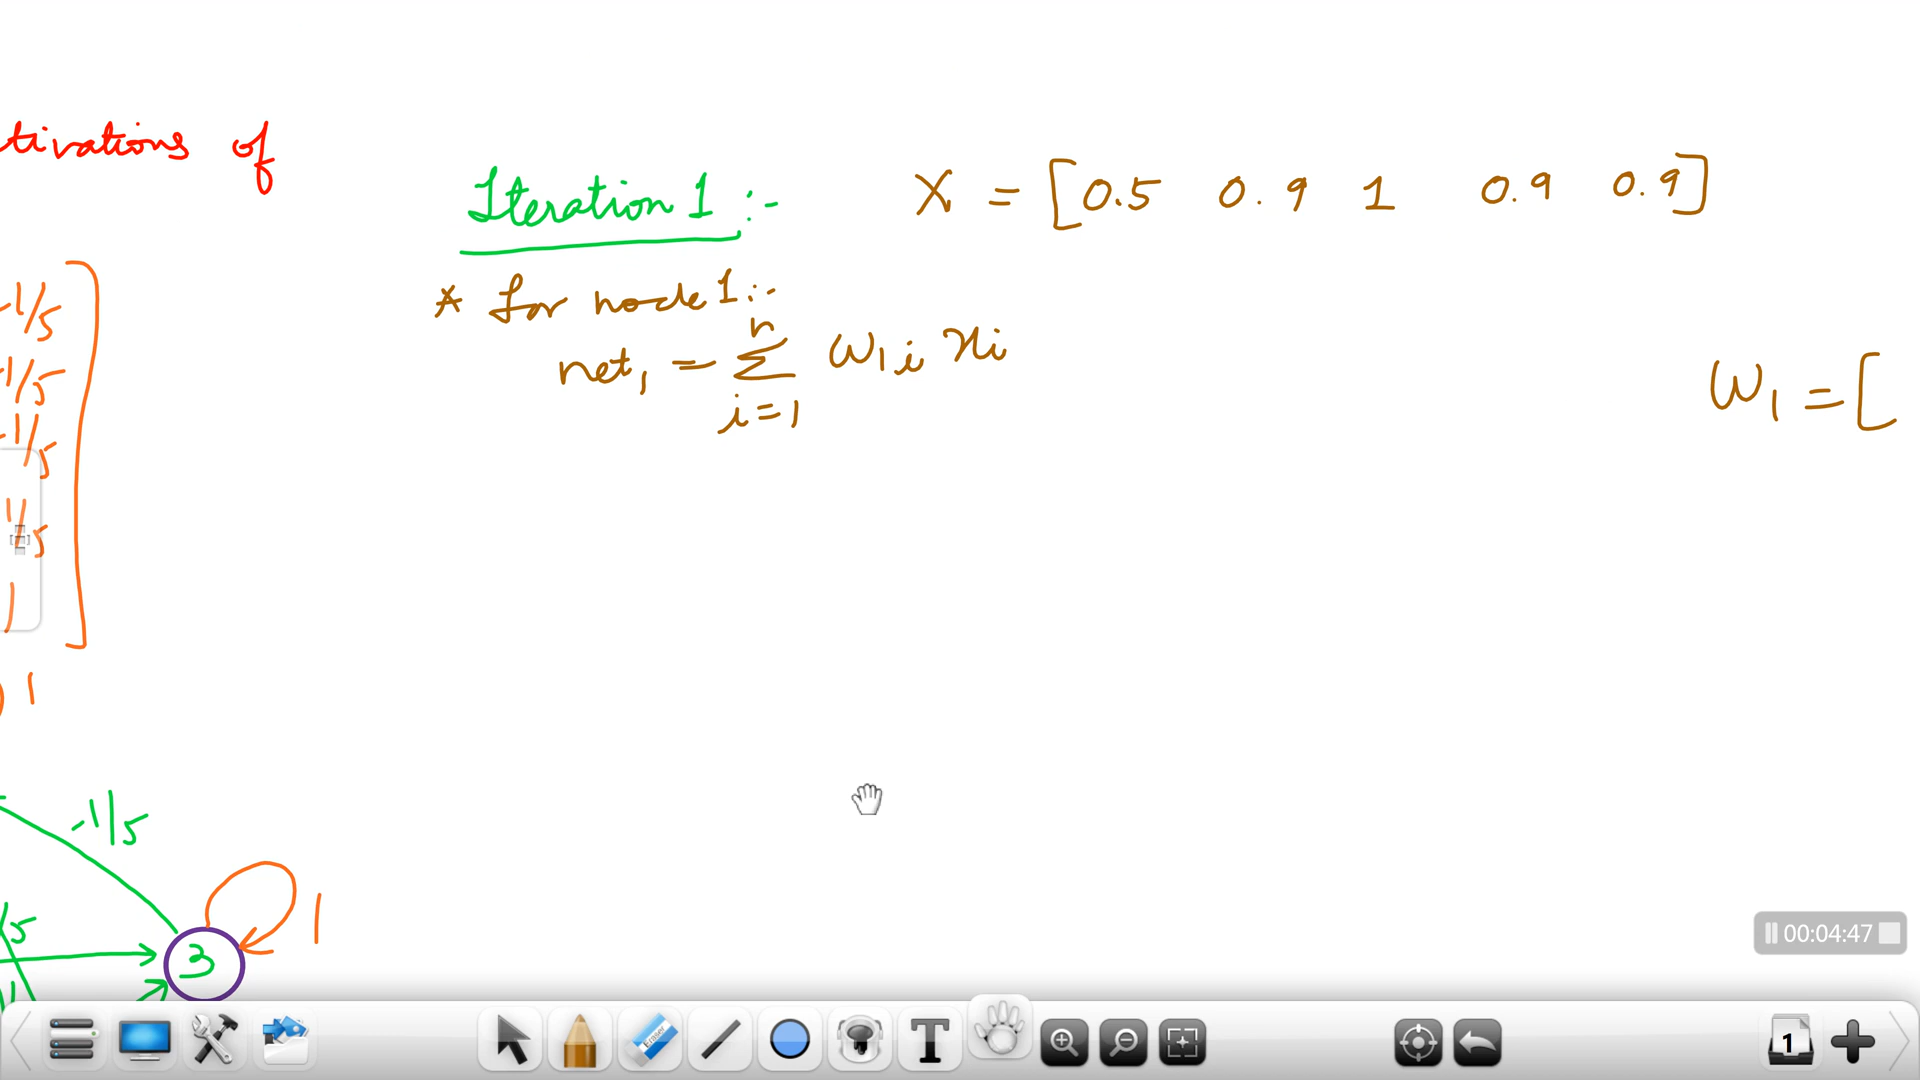 tivations of
Iteration 1 :-
X = [0.5 0.9 1 0.9 0.9]
* for node 1:-
net₁ = Σ w₁ᵢ xᵢ
n
i=1
W₁ = [
-1/5
-1/5
-1/5
1/5
1
1
-1/5
1
/5
3
00:04:47
Eraser
T
1